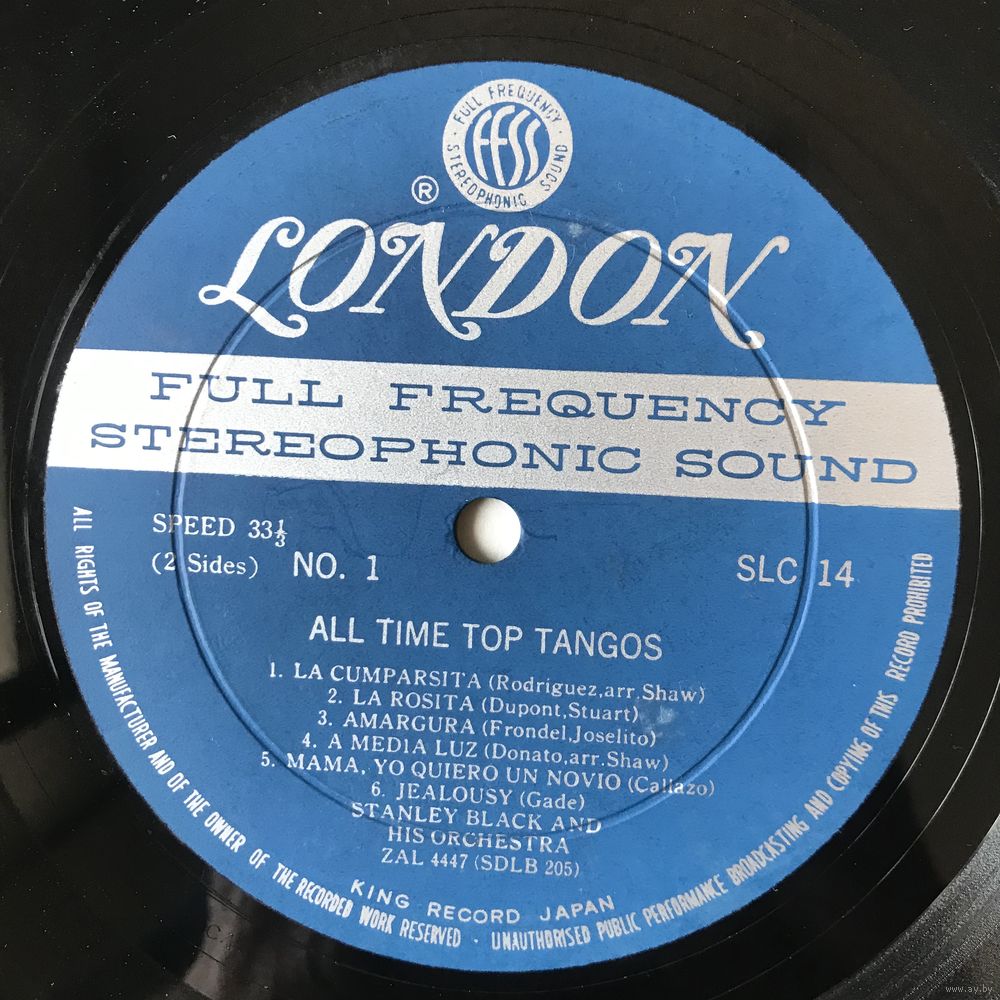 FULL FREQUENCY
STEREOPHONIC SOUND
FFSS
®
LONDON
FULL FREQUENCY
STEREOPHONIC SOUND
SPEED 33⅓
(2 Sides) NO. 1
SLC 14
ALL TIME TOP TANGOS
1. LA CUMPARSITA (Rodriguez,arr.Shaw)
2. LA ROSITA (Dupont,Stuart)
3. AMARGURA (Frondel,Joselito)
4. A MEDIA LUZ (Donato,arr.Shaw)
5. MAMA, YO QUIERO UN NOVIO (Callazo)
6. JEALOUSY (Gade)
STANLEY BLACK AND
HIS ORCHESTRA
ZAL 4447 (SDLB 205)
KING RECORD JAPAN
ALL RIGHTS OF THE MANUFACTURER AND OF THE OWNER OF THE RECORDED WORK RESERVED · UNAUTHORISED PUBLIC PERFORMANCE BROADCASTING AND COPYING OF THIS RECORD PROHIBITED
www.ay.by